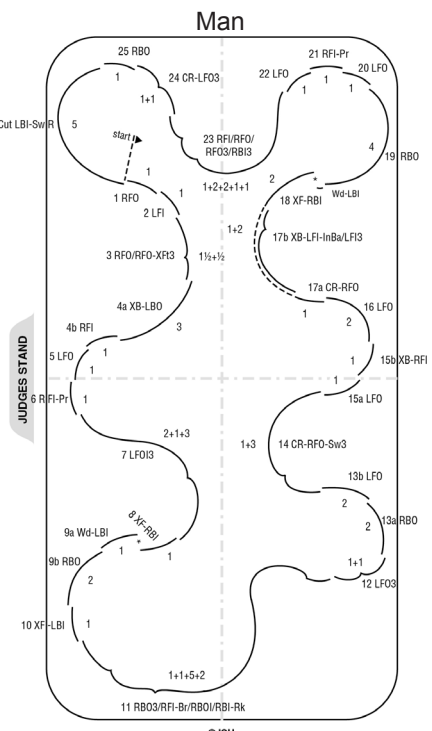 Man
25 RBO
1
24 CR-LFO3
1+1
21 RFI-Pr
22 LFO
20 LFO
1
1
1
Cut LBI-SwR
5
start
23 RFI/RFO/
RFO3/RBI3
4
19 RBO
1
1+2+2+1+1
2
*
Wd-LBI
1 RFO
1
18 XF-RBI
2 LFI
1+2
17b XB-LFI-InBa/LFI3
3 RFO/RFO-XFt3
1½+½
17a CR-RFO
4a XB-LBO
1
16 LFO
3
2
4b RFI
JUDGES STAND
5 LFO
1
1
1
15b XB-RFI
1
6 RFI-Pr
1
15a LFO
2+1+3
1+3
14 CR-RFO-Sw3
7 LFOI3
13b LFO
2
8 XF-RBI
13a RBO
2
9a Wd-LBI
*
1
1
9b RBO
1+1
2
12 LFO3
10 XF-LBI
1
1+1+5+2
11 RBO3/RFI-Br/RBOI/RBI-Rk